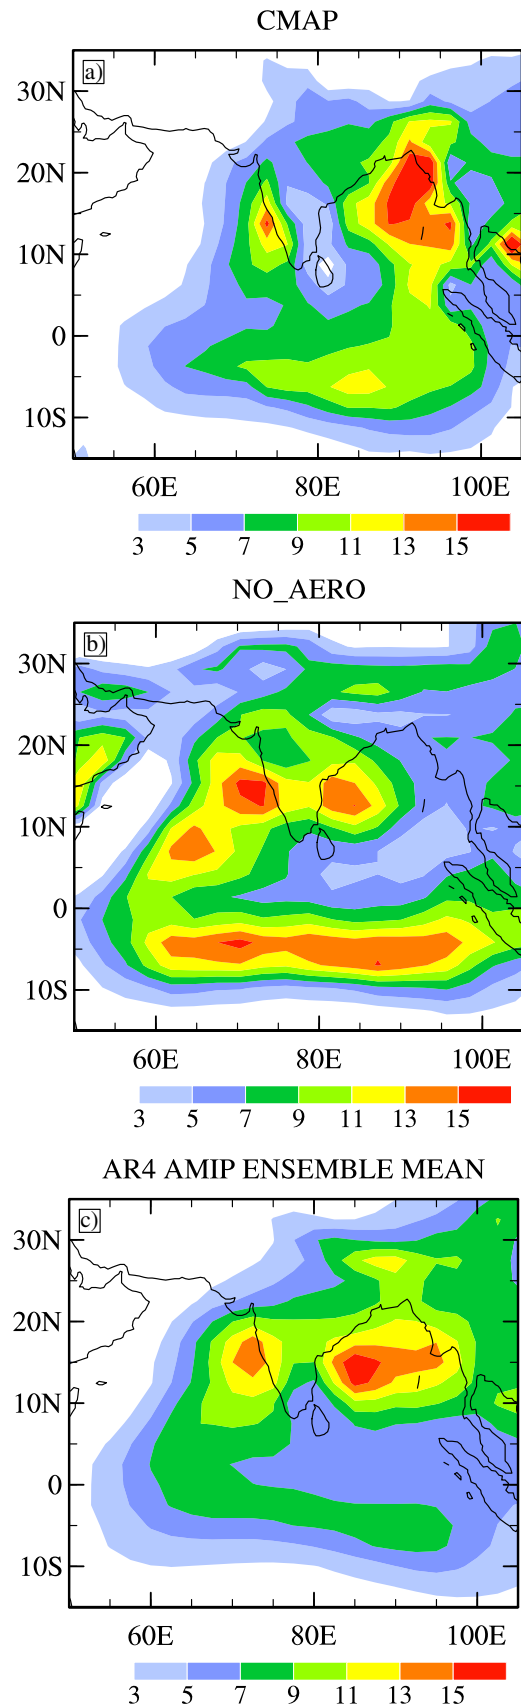 CMAP
a)
30N
20N
10N
0
10S
60E 80E 100E
3 5 7 9 11 13 15
NO_AERO
b)
30N
20N
10N
0
10S
60E 80E 100E
3 5 7 9 11 13 15
AR4 AMIP ENSEMBLE MEAN
c)
30N
20N
10N
0
10S
60E 80E 100E
3 5 7 9 11 13 15